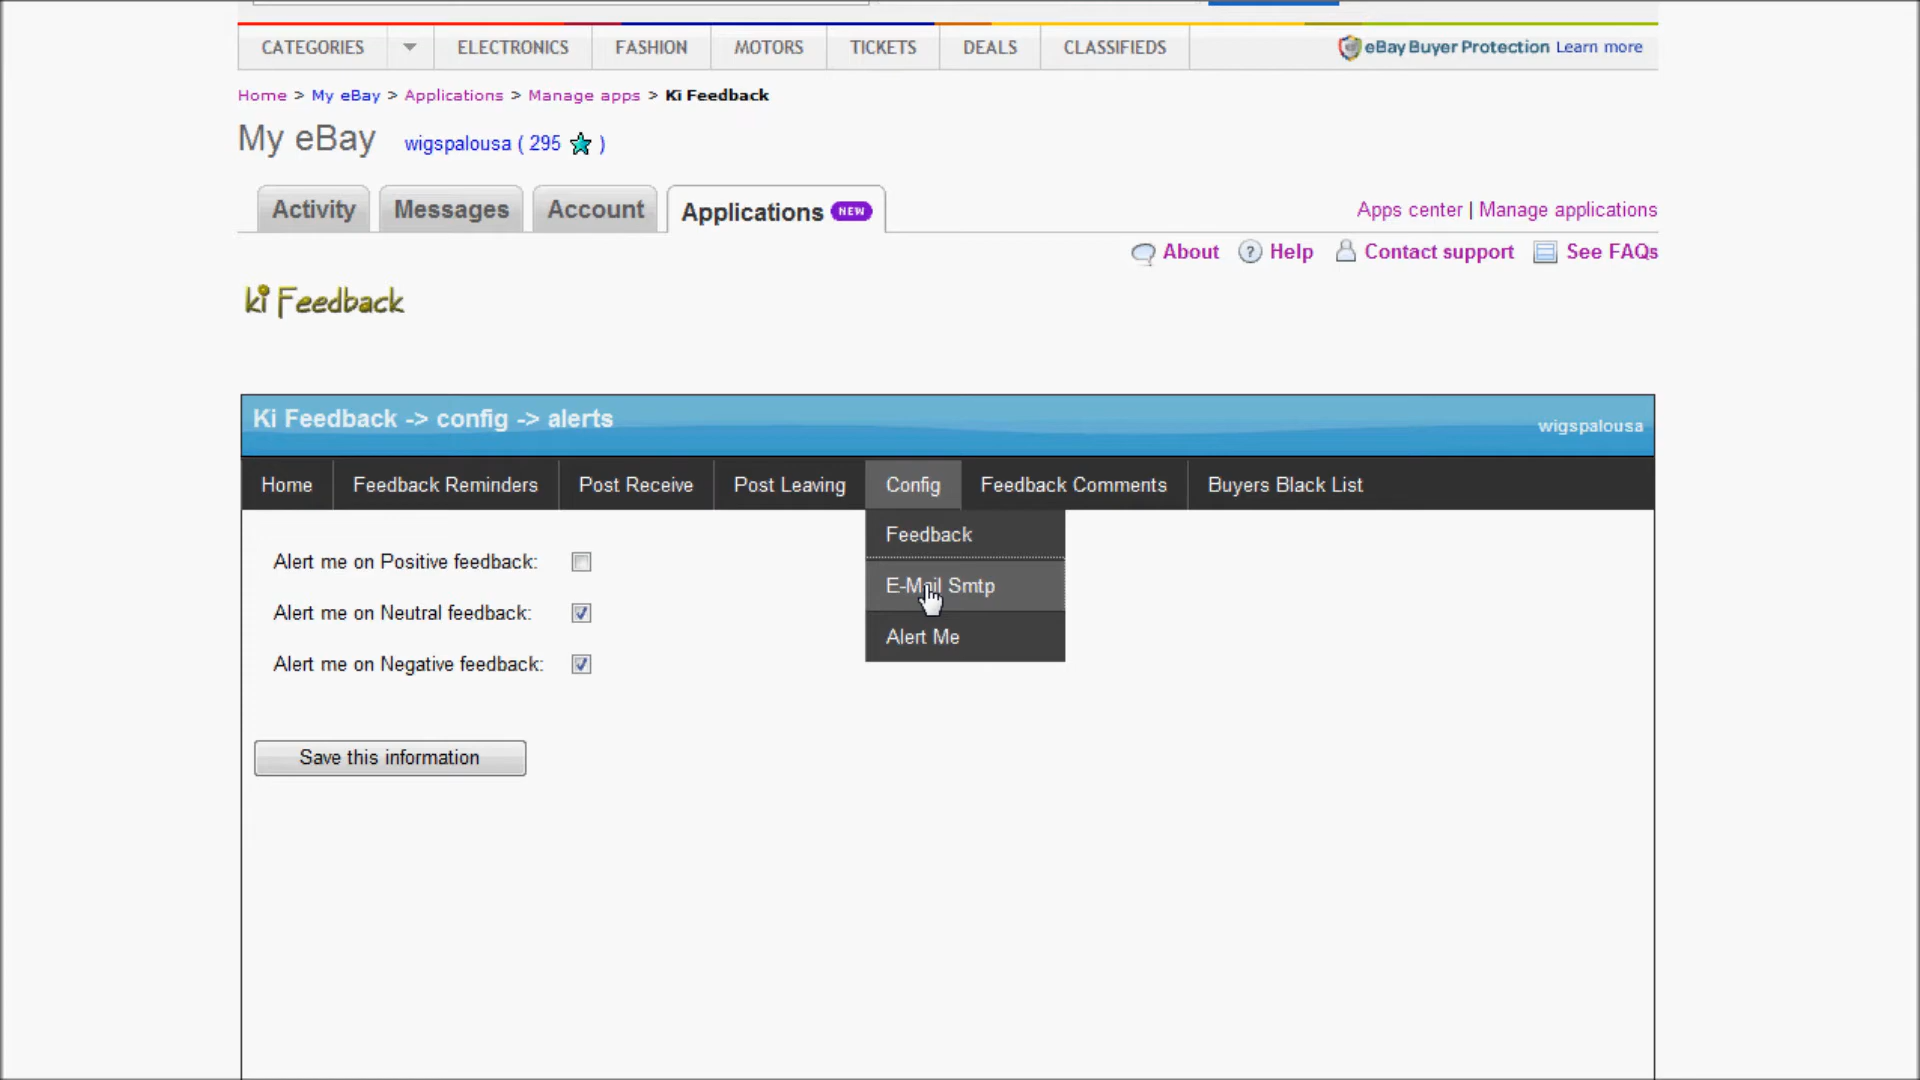 CATEGORIES ELECTRONICS FASHION MOTORS TICKETS DEALS CLASSIFIEDS eBay Buyer Protection Learn more
Home > My eBay > Applications > Manage apps > Ki Feedback
My eBay wigspalousa ( 295 )
Activity Messages Account Applications NEW Apps center | Manage applications
About ? Help Contact support See FAQs
ki Feedback
Ki Feedback -> config -> alerts wigspalousa
Home Feedback Reminders Post Receive Post Leaving Config Feedback Comments Buyers Black List
Feedback
E-Mail Smtp
Alert Me
Alert me on Positive feedback:
Alert me on Neutral feedback:
Alert me on Negative feedback:
Save this information